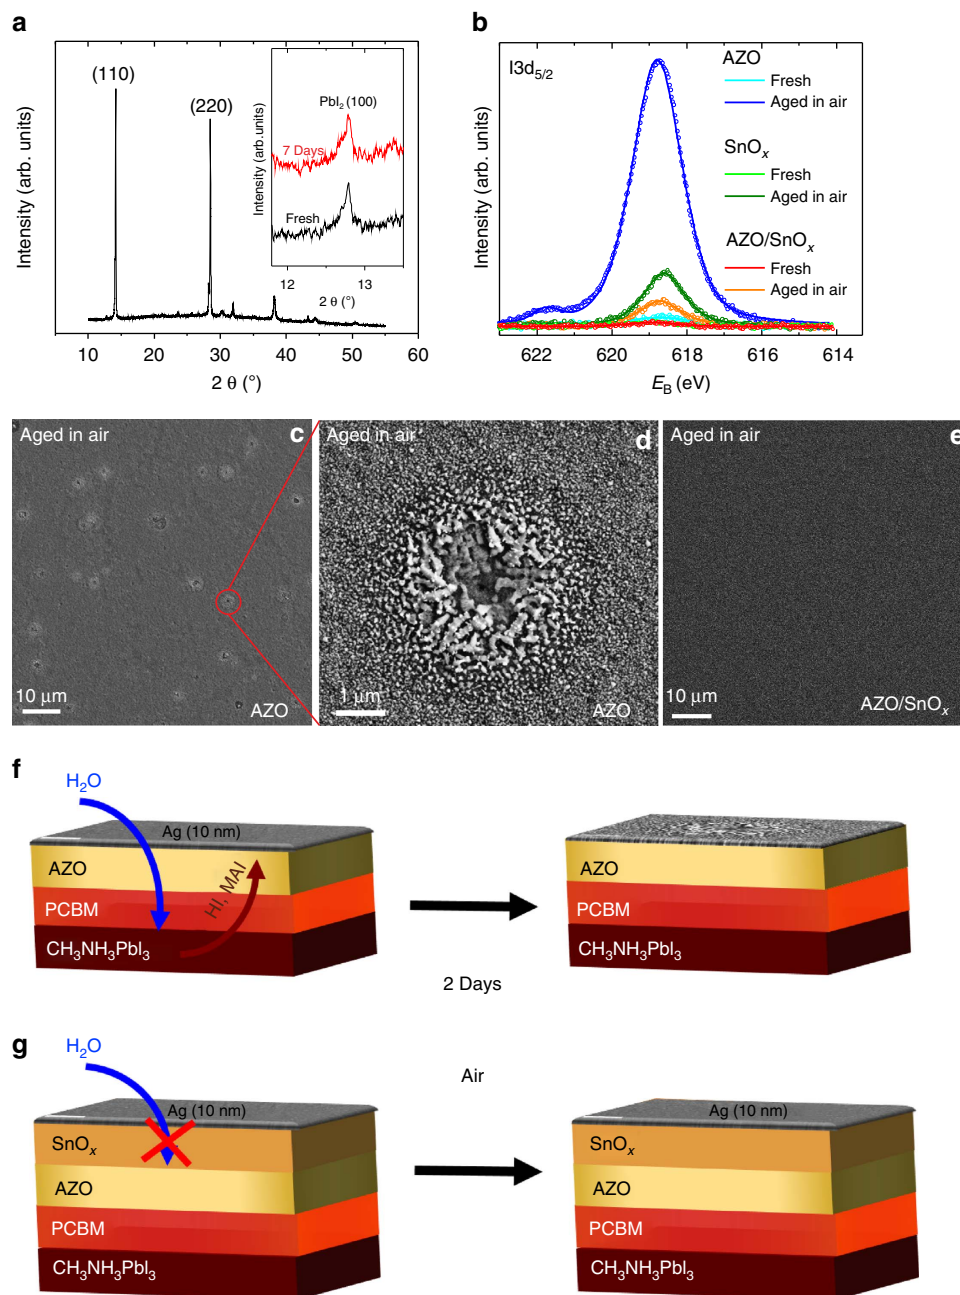 a
(110)
(220)
PbI₂ (100)
7 Days
Fresh
Intensity (arb.units)
12
13
2 θ (°)
Intensity (arb. units)
10
20
30
40
50
60
2 θ (°)
b
I3d5/2
AZO
Fresh
Aged in air
SnOx
Fresh
Aged in air
AZO/SnOx
Fresh
Aged in air
Intensity (arb. units)
622
620
618
616
614
E_B (eV)
Aged in air
c
10 μm
AZO
Aged in air
d
1 μm
AZO
Aged in air
e
10 μm
AZO/SnOx
f
H₂O
Ag (10 nm)
AZO
HI, MAI
PCBM
CH₃NH₃PbI₃
2 Days
AZO
PCBM
CH₃NH₃PbI₃
g
H₂O
Air
Ag (10 nm)
SnOx
AZO
PCBM
CH₃NH₃PbI₃
Ag (10 nm)
SnOx
AZO
PCBM
CH₃NH₃PbI₃